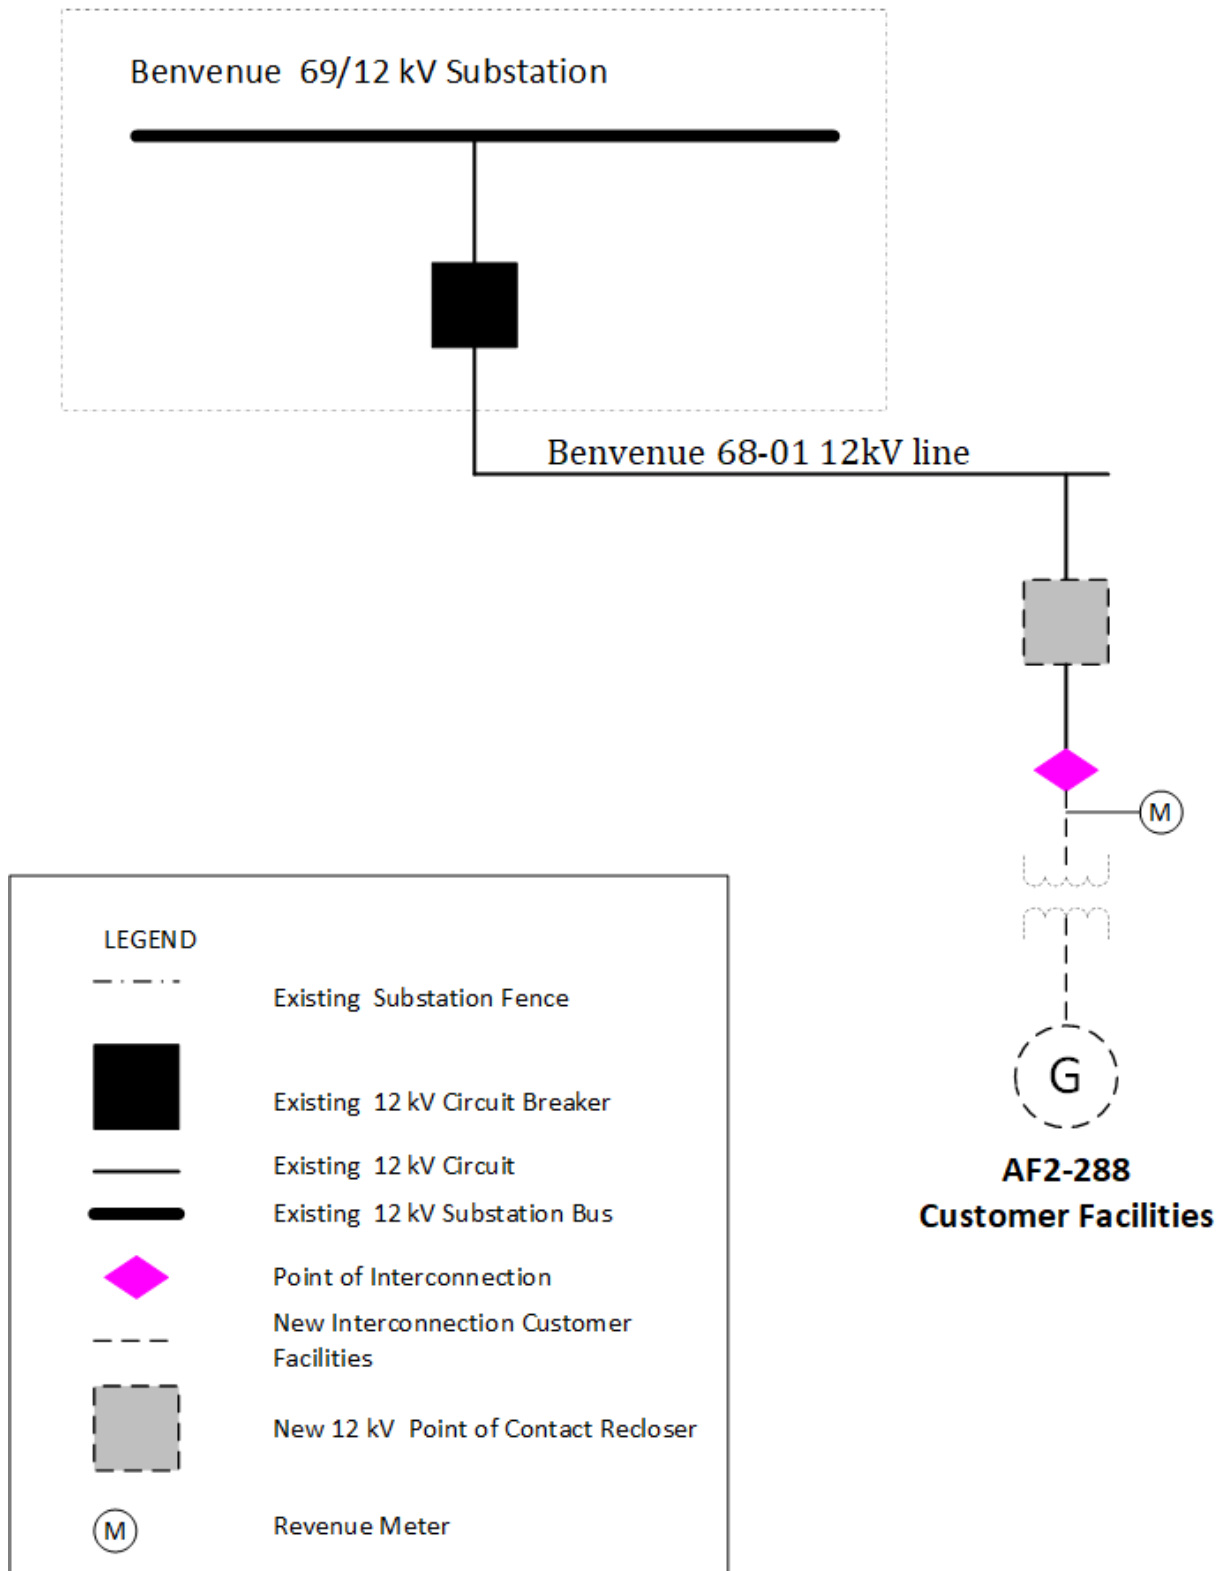 Benvenue 69/12 kV Substation
Benvenue 68-01 12kV line
M
G
AF2-288
Customer Facilities
LEGEND
Existing Substation Fence
Existing 12 kV Circuit Breaker
Existing 12 kV Circuit
Existing 12 kV Substation Bus
Point of Interconnection
New Interconnection Customer
Facilities
New 12 kV Point of Contact Recloser
M Revenue Meter